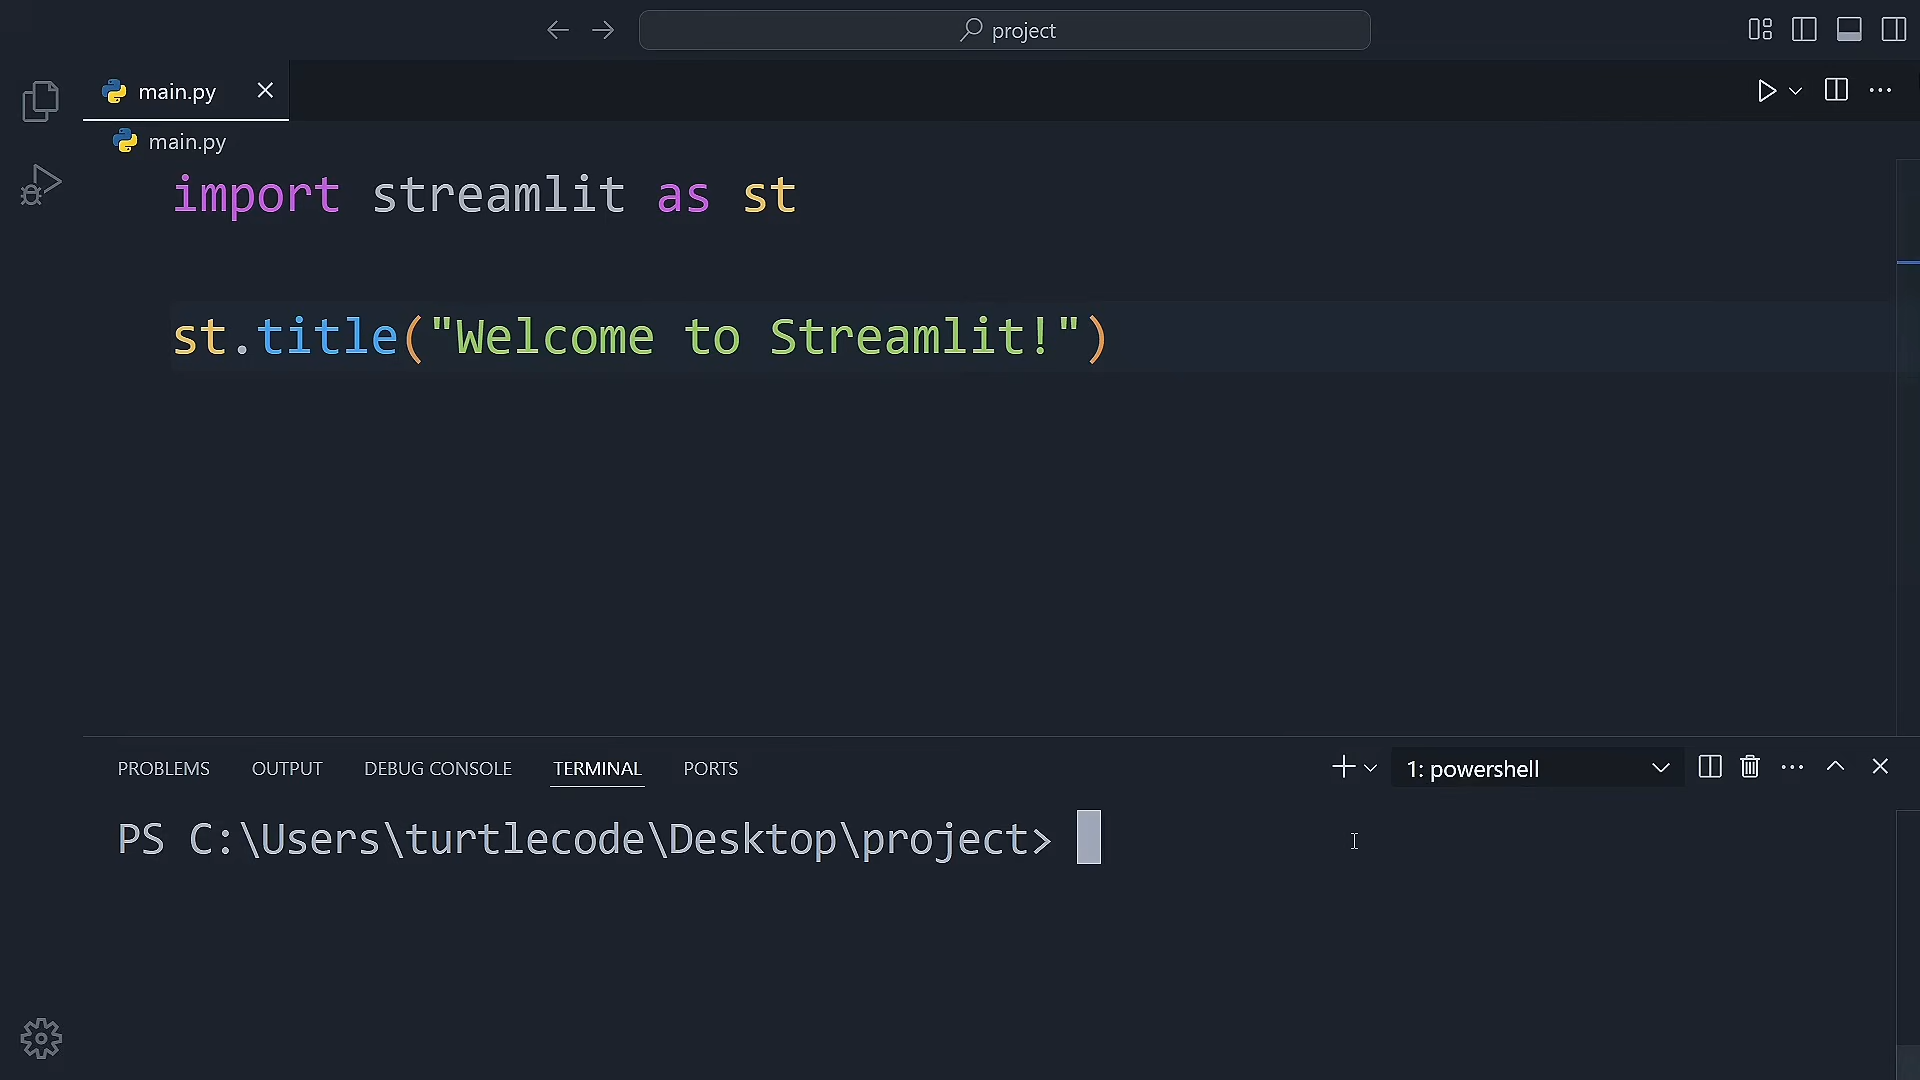 project
main.py
main.py
import streamlit as st
st.title("Welcome to Streamlit!")
PROBLEMS OUTPUT DEBUG CONSOLE TERMINAL PORTS 1: powershell
PS C:\Users\turtlecode\Desktop\project>